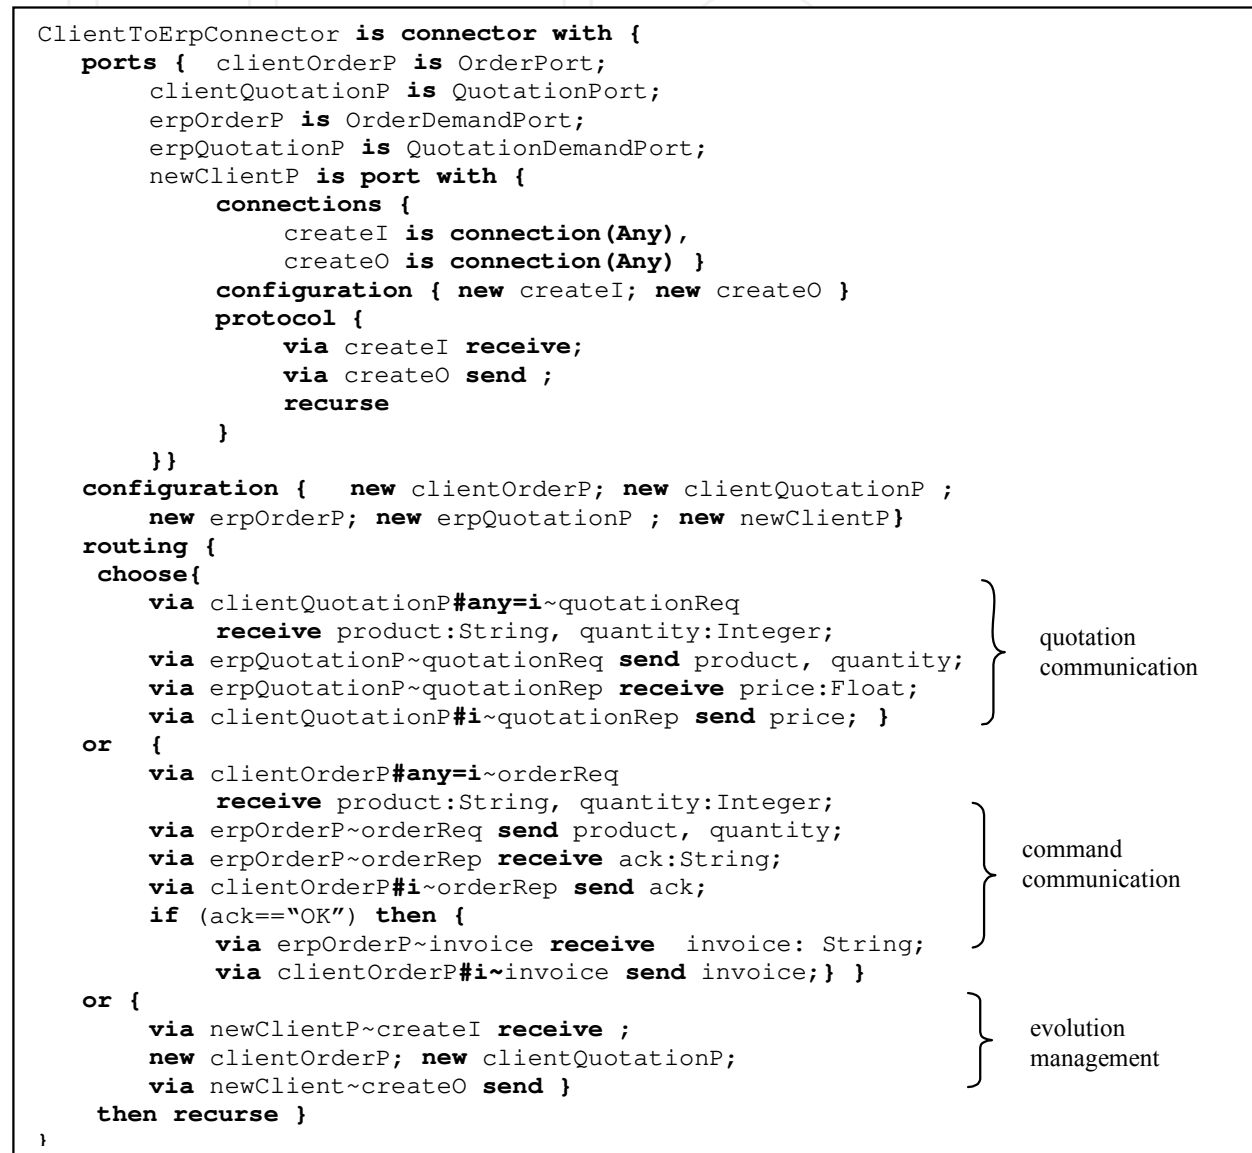 ClientToErpConnector is connector with {
ports { clientOrderP is OrderPort;
clientQuotationP is QuotationPort;
erpOrderP is OrderDemandPort;
erpQuotationP is QuotationDemandPort;
newClientP is port with {
connections {
createI is connection(Any),
createO is connection(Any) }
configuration { new createI; new createO }
protocol {
via createI receive;
via createO send ;
recurse
}
}}
configuration { new clientOrderP; new clientQuotationP ;
new erpOrderP; new erpQuotationP ; new newClientP}
routing {
choose{
via clientQuotationP#any=i~quotationReq
receive product:String, quantity:Integer;
via erpQuotationP~quotationReq send product, quantity;
via erpQuotationP~quotationRep receive price:Float;
via clientQuotationP#i~quotationRep send price; }
quotation
communication
or {
via clientOrderP#any=i~orderReq
receive product:String, quantity:Integer;
via erpOrderP~orderReq send product, quantity;
via erpOrderP~orderRep receive ack:String;
via clientOrderP#i~orderRep send ack;
if (ack==“OK”) then {
via erpOrderP~invoice receive invoice: String;
via clientOrderP#i~invoice send invoice;} }
command
communication
or {
via newClientP~createI receive ;
new clientOrderP; new clientQuotationP;
via newClient~createO send }
evolution
management
then recurse }
}